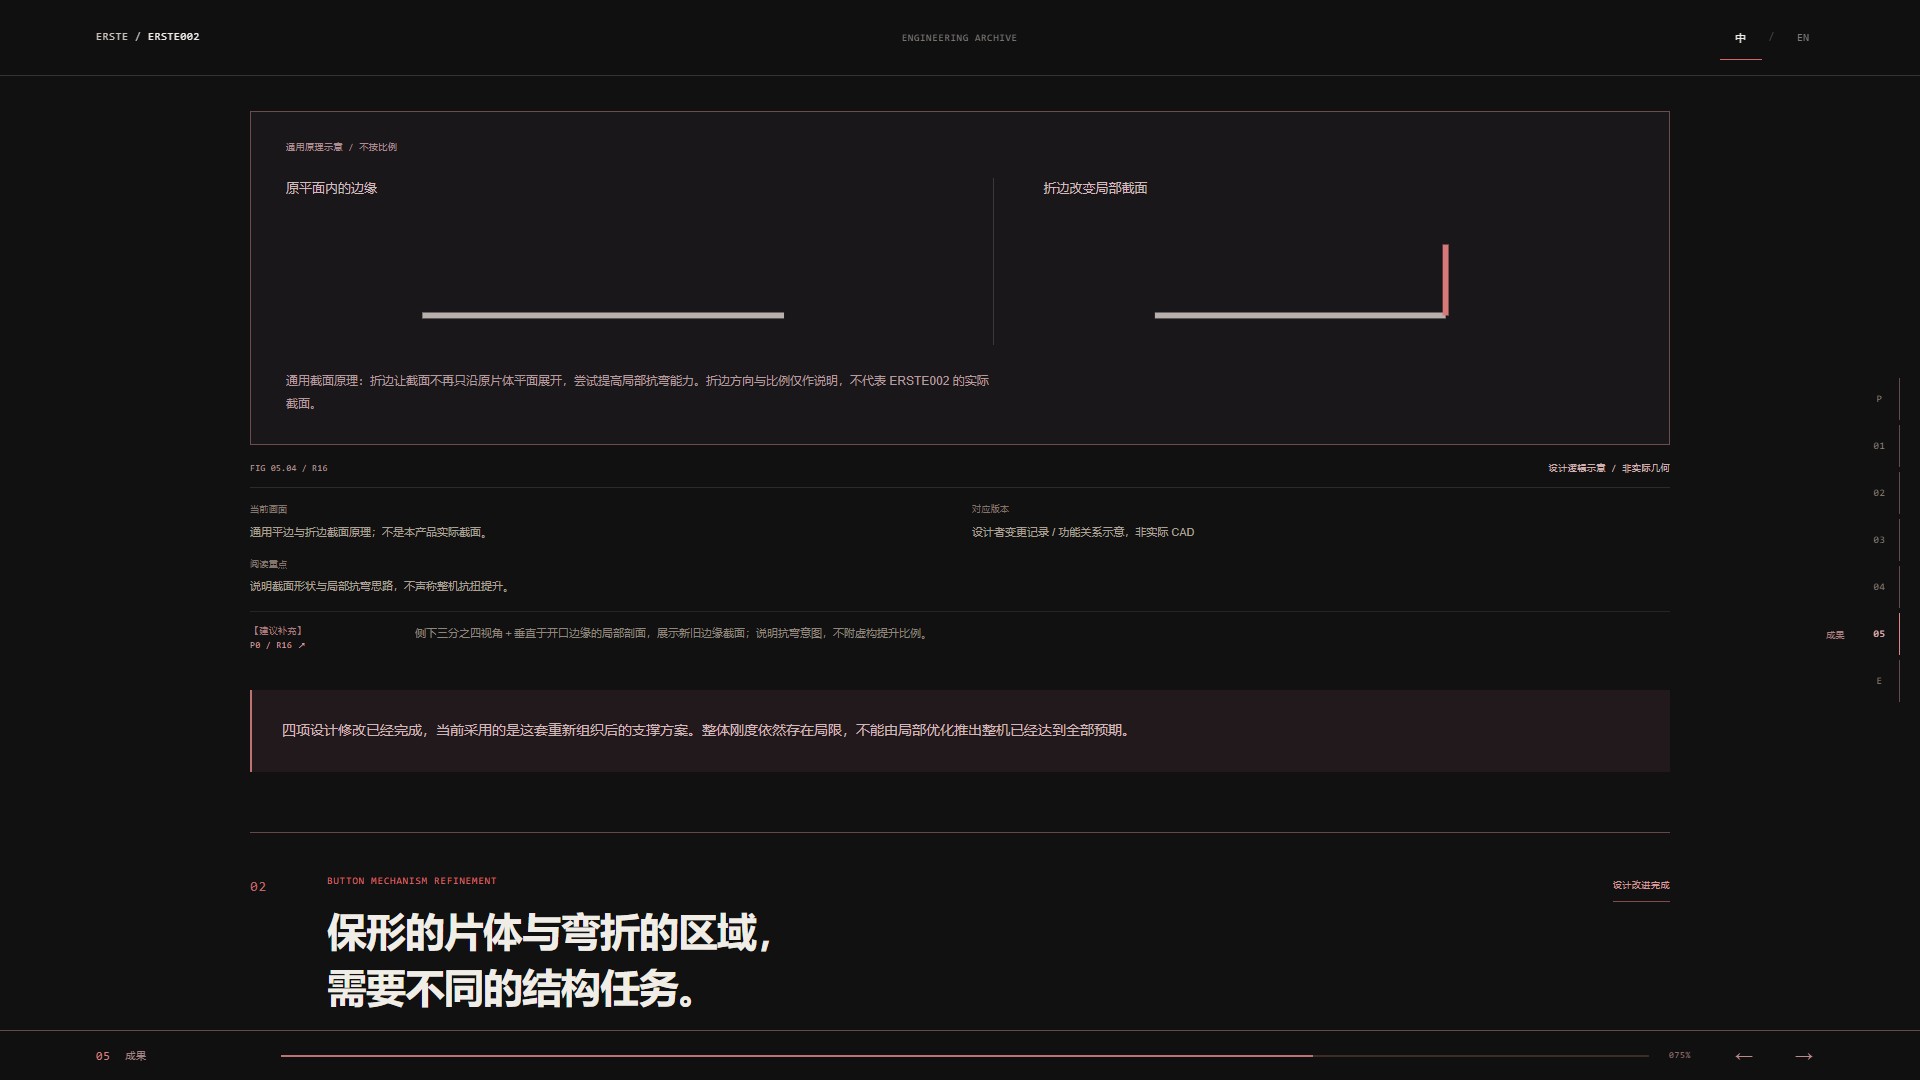 ERSTE / ERSTE002
ENGINEERING ARCHIVE
中 / EN
通用原理示意 / 不按比例
原平面内的边缘
折边改变局部截面
通用截面原理：折边让截面不再只沿原片体平面展开，尝试提高局部抗弯能力。折边方向与比例仅作说明，不代表 ERSTE002 的实际
截面。
FIG 05.04 / R16
设计逻辑示意 / 非实际几何
当前画面
通用平边与折边截面原理；不是本产品实际截面。
对应版本
设计者变更记录 / 功能关系示意，非实际 CAD
阅读重点
说明截面形状与局部抗弯思路，不声称整机抗扭提升。
【建议补充】
P0 / R16 ↗
侧下三分之四视角 + 垂直于开口边缘的局部剖面，展示新旧边缘截面；说明抗弯意图，不附虚构提升比例。
四项设计修改已经完成，当前采用的是这套重新组织后的支撑方案。整体刚度依然存在局限，不能由局部优化推出整机已经达到全部预期。
02
BUTTON MECHANISM REFINEMENT
设计改进完成
保形的片体与弯折的区域，
需要不同的结构任务。
P
01
02
03
04
成果 05
E
05 成果
075%
← →